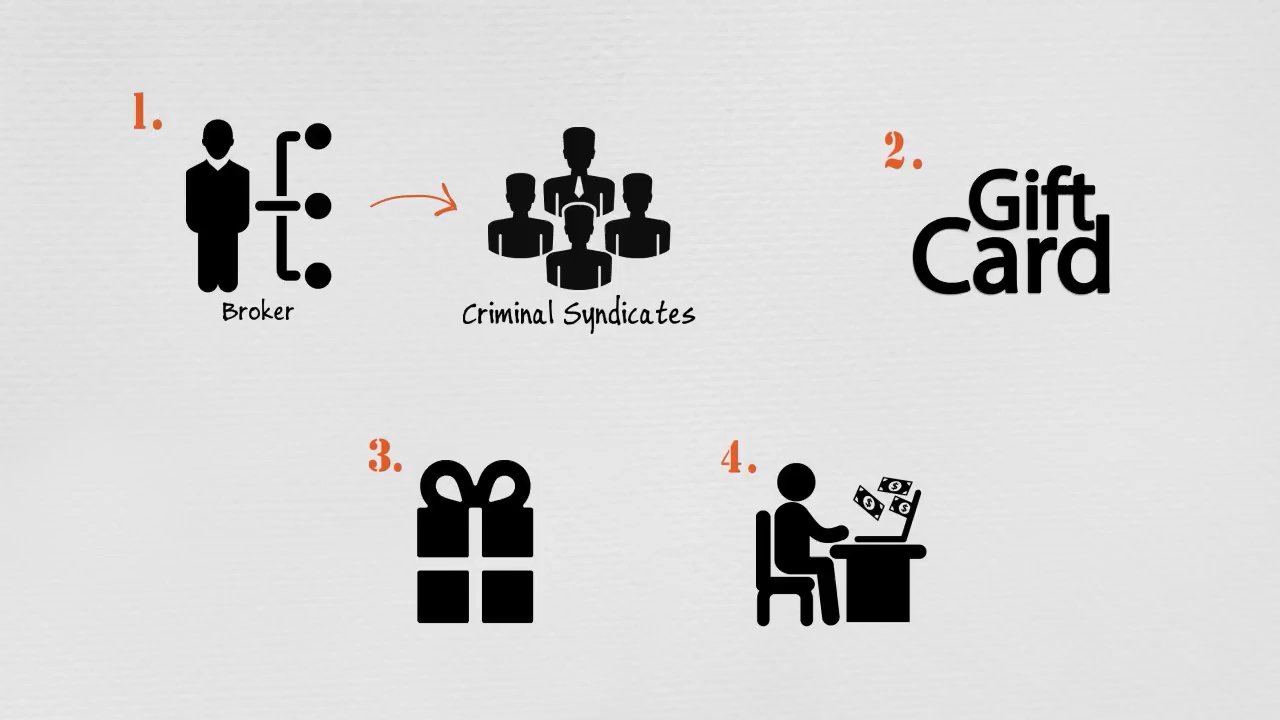 1.
Broker
Criminal Syndicates
2.
Gift
Card
3.
4.